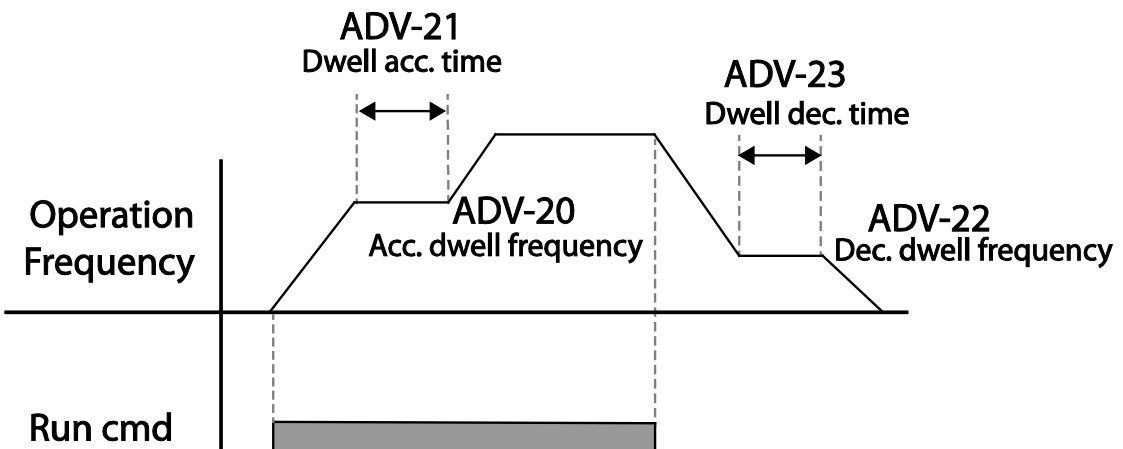 ADV-21
Dwell acc. time
ADV-23
Dwell dec. time
Operation
Frequency
ADV-20
Acc. dwell frequency
ADV-22
Dec. dwell frequency
Run cmd